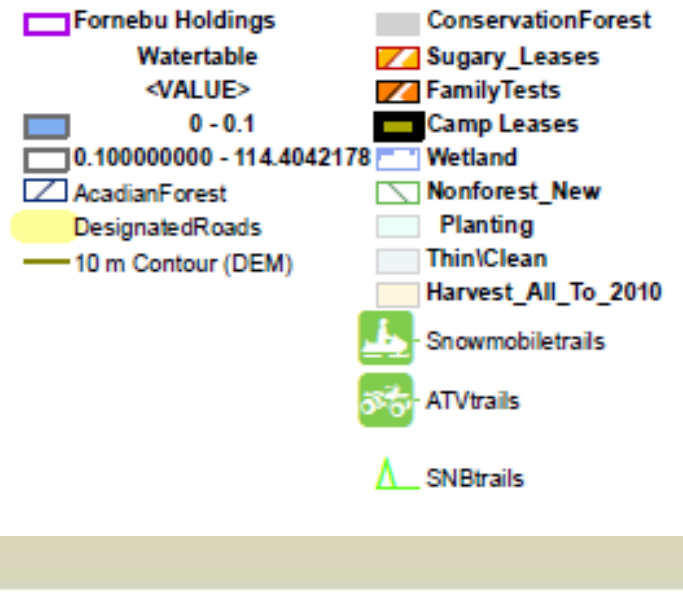 Fornebu Holdings
Watertable
<VALUE>
0 - 0.1
0.100000000 - 114.4042178
AcadianForest
DesignatedRoads
10 m Contour (DEM)
ConservationForest
Sugary_Leases
FamilyTests
Camp Leases
Wetland
Nonforest_New
Planting
Thin\Clean
Harvest_All_To_2010
Snowmobiletrails
ATVtrails
SNBtrails